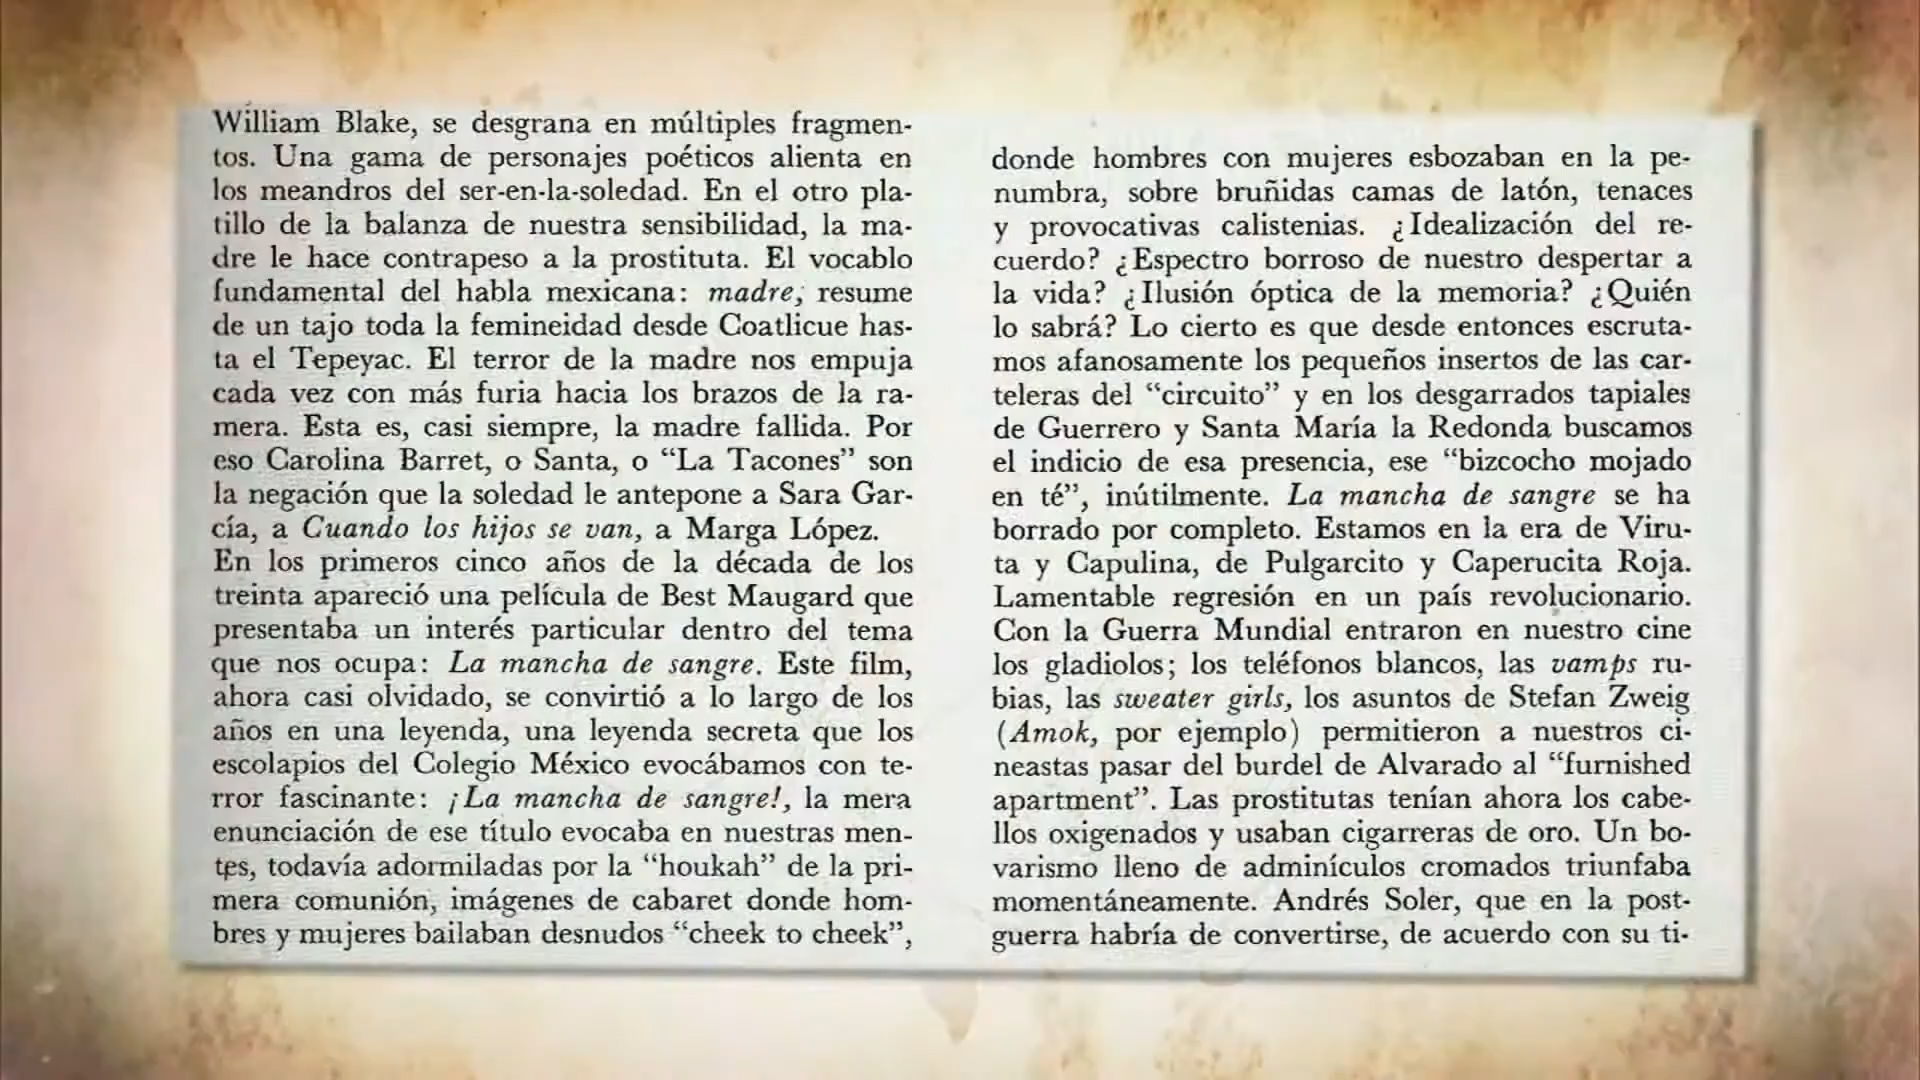 William Blake, se desgrana en múltiples fragmen-
tos. Una gama de personajes poéticos alienta en
los meandros del ser-en-la-soledad. En el otro pla-
tillo de la balanza de nuestra sensibilidad, la ma-
dre le hace contrapeso a la prostituta. El vocablo
fundamental del habla mexicana: madre, resume
de un tajo toda la femineidad desde Coatlicue has-
ta el Tepeyac. El terror de la madre nos empuja
cada vez con más furia hacia los brazos de la ra-
mera. Esta es, casi siempre, la madre fallida. Por
eso Carolina Barret, o Santa, o “La Tacones” son
la negación que la soledad le antepone a Sara Gar-
cía, a Cuando los hijos se van, a Marga López.
En los primeros cinco años de la década de los
treinta apareció una película de Best Maugard que
presentaba un interés particular dentro del tema
que nos ocupa: La mancha de sangre. Este film,
ahora casi olvidado, se convirtió a lo largo de los
años en una leyenda, una leyenda secreta que los
escolapios del Colegio México evocábamos con te-
rror fascinante: ¡La mancha de sangre!, la mera
enunciación de ese título evocaba en nuestras men-
tes, todavía adormiladas por la “houkah” de la pri-
mera comunión, imágenes de cabaret donde hom-
bres y mujeres bailaban desnudos “cheek to cheek”,
donde hombres con mujeres esbozaban en la pe-
numbra, sobre bruñidas camas de latón, tenaces
y provocativas calistenias. ¿Idealización del re-
cuerdo? ¿Espectro borroso de nuestro despertar a
la vida? ¿Ilusión óptica de la memoria? ¿Quién
lo sabrá? Lo cierto es que desde entonces escruta-
mos afanosamente los pequeños insertos de las car-
teleras del “circuito” y en los desgarrados tapiales
de Guerrero y Santa María la Redonda buscamos
el indicio de esa presencia, ese “bizcocho mojado
en té”, inútilmente. La mancha de sangre se ha
borrado por completo. Estamos en la era de Viru-
ta y Capulina, de Pulgarcito y Caperucita Roja.
Lamentable regresión en un país revolucionario.
Con la Guerra Mundial entraron en nuestro cine
los gladiolos; los teléfonos blancos, las vamps ru-
bias, las sweater girls, los asuntos de Stefan Zweig
(Amok, por ejemplo) permitieron a nuestros ci-
neastas pasar del burdel de Alvarado al “furnished
apartment”. Las prostitutas tenían ahora los cabe-
llos oxigenados y usaban cigarreras de oro. Un bo-
varismo lleno de adminículos cromados triunfaba
momentáneamente. Andrés Soler, que en la post-
guerra habría de convertirse, de acuerdo con su ti-